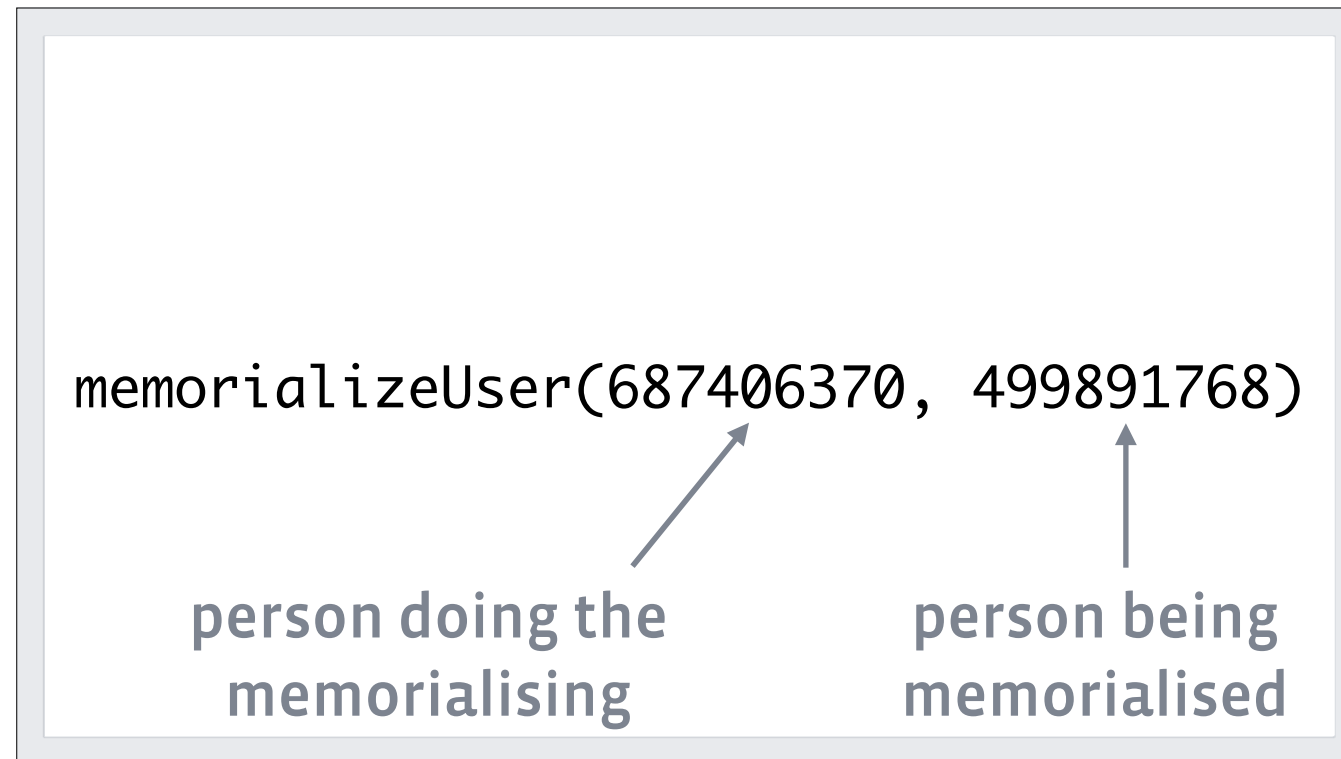 memorializeUser(687406370, 499891768)
person doing the
memorialising
person being
memorialised